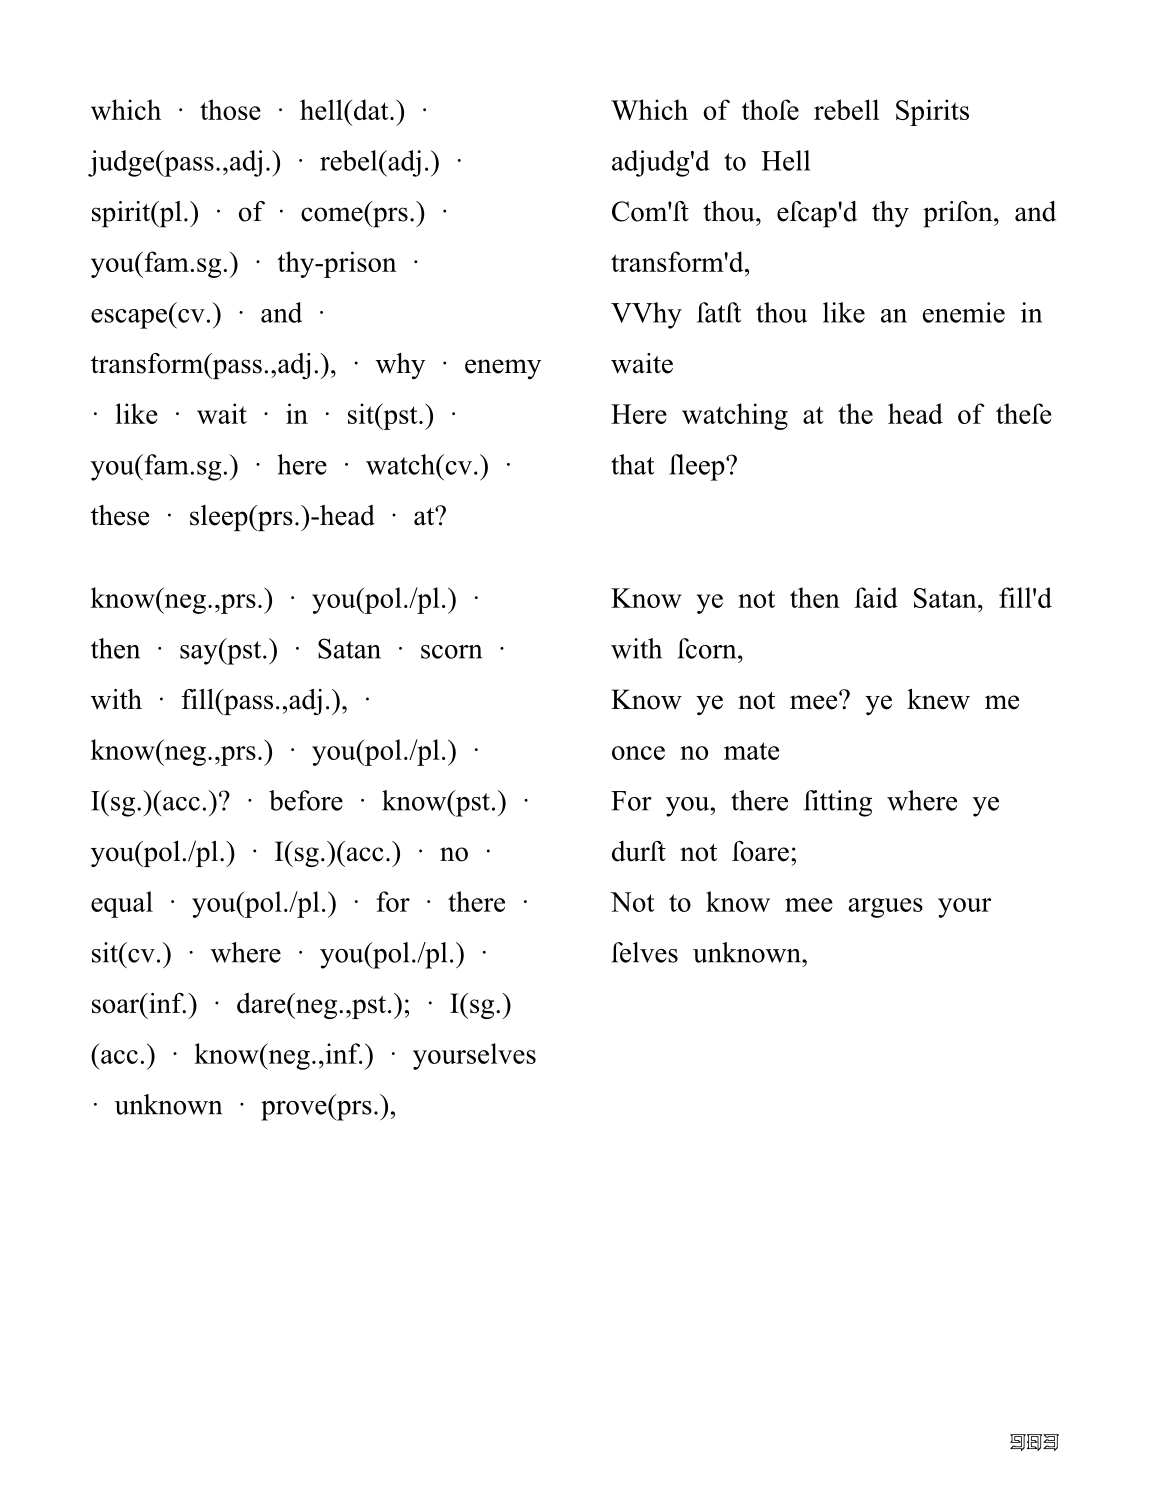 which · those · hell(dat.) ·
judge(pass.,adj.) · rebel(adj.) ·
spirit(pl.) · of · come(prs.) ·
you(fam.sg.) · thy-prison ·
escape(cv.) · and ·
transform(pass.,adj.), · why · enemy
· like · wait · in · sit(pst.) ·
you(fam.sg.) · here · watch(cv.) ·
these · sleep(prs.)-head · at?
Which of thoſe rebell Spirits
adjudg'd to Hell
Com'ſt thou, eſcap'd thy priſon, and
transform'd,
VVhy ſatſt thou like an enemie in
waite
Here watching at the head of theſe
that ſleep?
know(neg.,prs.) · you(pol./pl.) ·
then · say(pst.) · Satan · scorn ·
with · fill(pass.,adj.), ·
know(neg.,prs.) · you(pol./pl.) ·
I(sg.)(acc.)? · before · know(pst.) ·
you(pol./pl.) · I(sg.)(acc.) · no ·
equal · you(pol./pl.) · for · there ·
sit(cv.) · where · you(pol./pl.) ·
soar(inf.) · dare(neg.,pst.); · I(sg.)
(acc.) · know(neg.,inf.) · yourselves
· unknown · prove(prs.),
Know ye not then ſaid Satan, fill'd
with ſcorn,
Know ye not mee? ye knew me
once no mate
For you, there ſitting where ye
durſt not ſoare;
Not to know mee argues your
ſelves unknown,